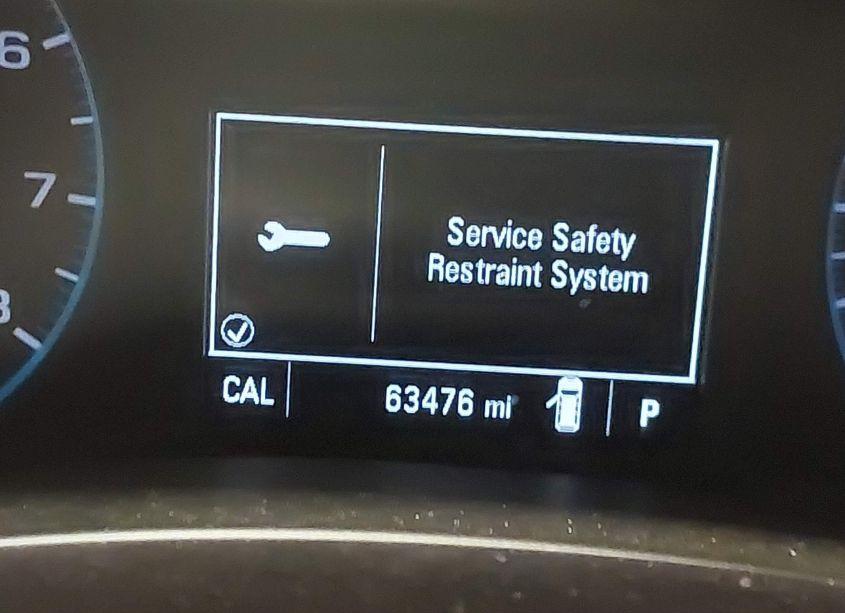 6
7
8
Service Safety
Restraint System
CAL
63476 mi
P